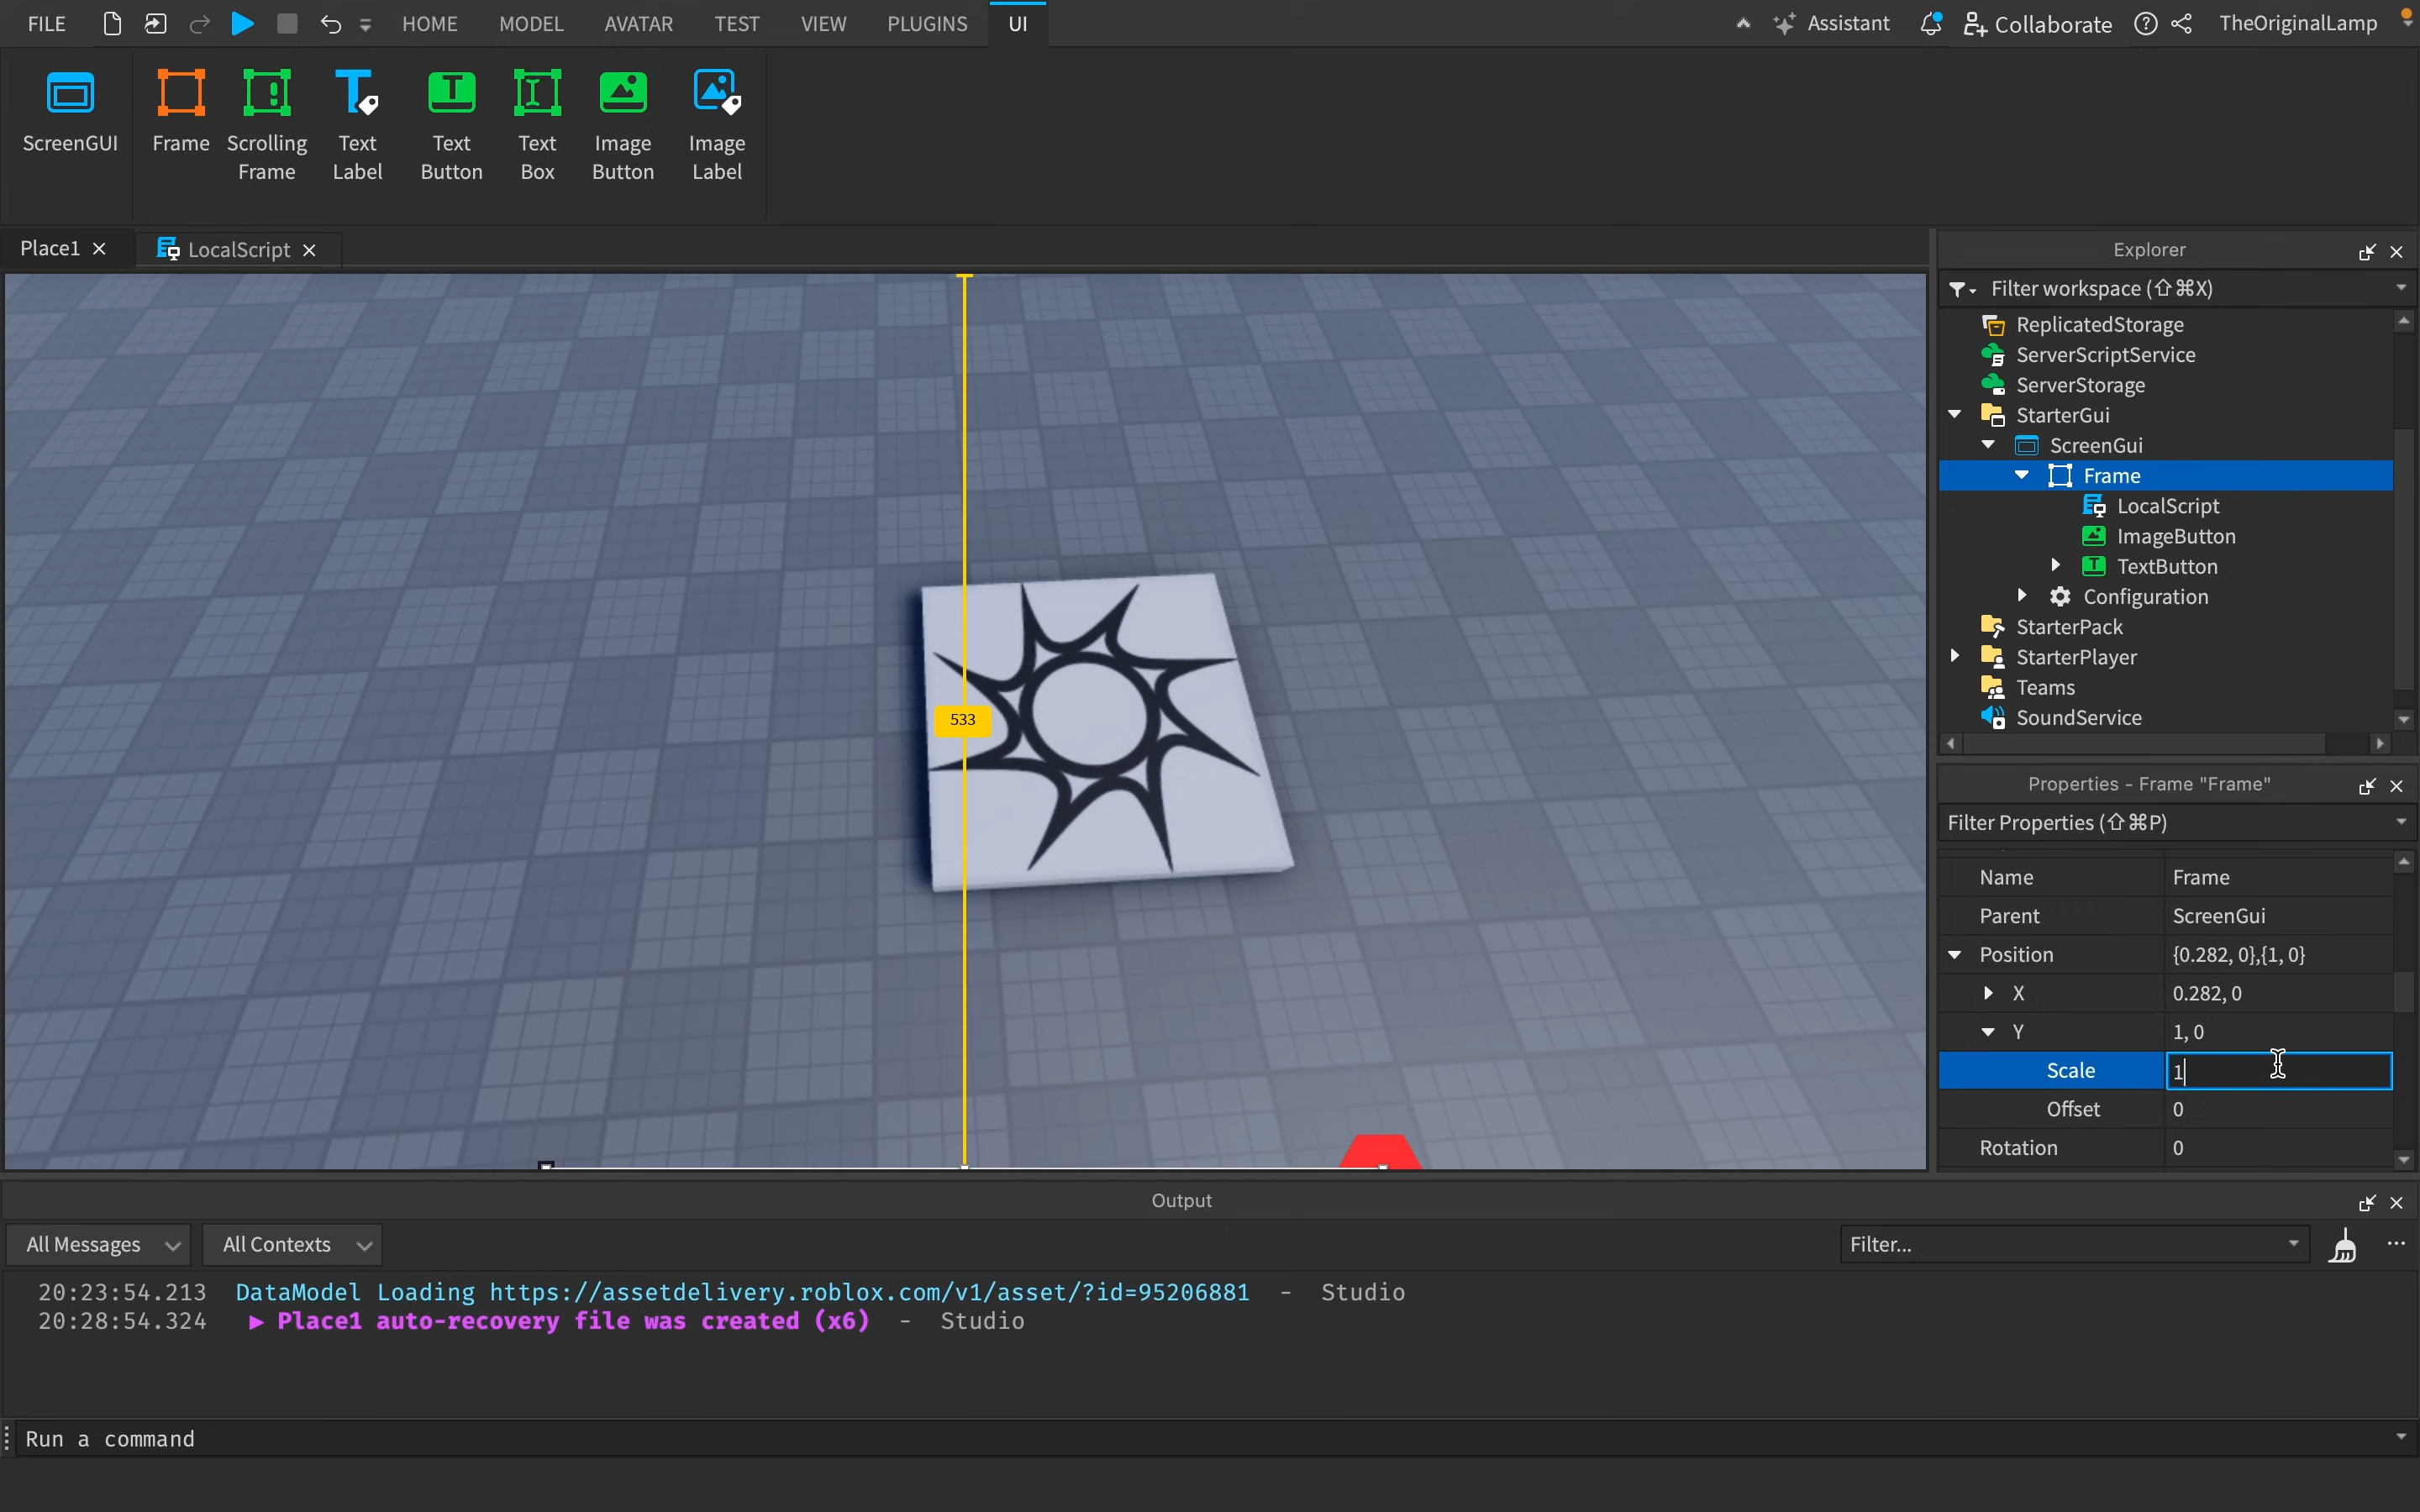 FILE HOME MODEL AVATAR TEST VIEW PLUGINS UI Assistant Collaborate TheOriginalLamp
ScreenGUI
Frame
Scrolling
Frame
Text
Label
Text
Button
Text
Box
Image
Button
Image
Label
Place1
LocalScript
533
Explorer
Filter workspace (⇧⌘X)
ReplicatedStorage
ServerScriptService
ServerStorage
StarterGui
ScreenGui
Frame
LocalScript
ImageButton
TextButton
Configuration
StarterPack
StarterPlayer
Teams
SoundService
Properties - Frame "Frame"
Filter Properties (⇧⌘P)
Name Frame
Parent ScreenGui
Position {0.282, 0},{1, 0}
X 0.282, 0
Y 1, 0
Scale 1
Offset 0
Rotation 0
Output
All Messages All Contexts Filter...
20:23:54.213 DataModel Loading https://assetdelivery.roblox.com/v1/asset/?id=95206881 - Studio
20:28:54.324 ▶ Place1 auto-recovery file was created (x6) - Studio
Run a command